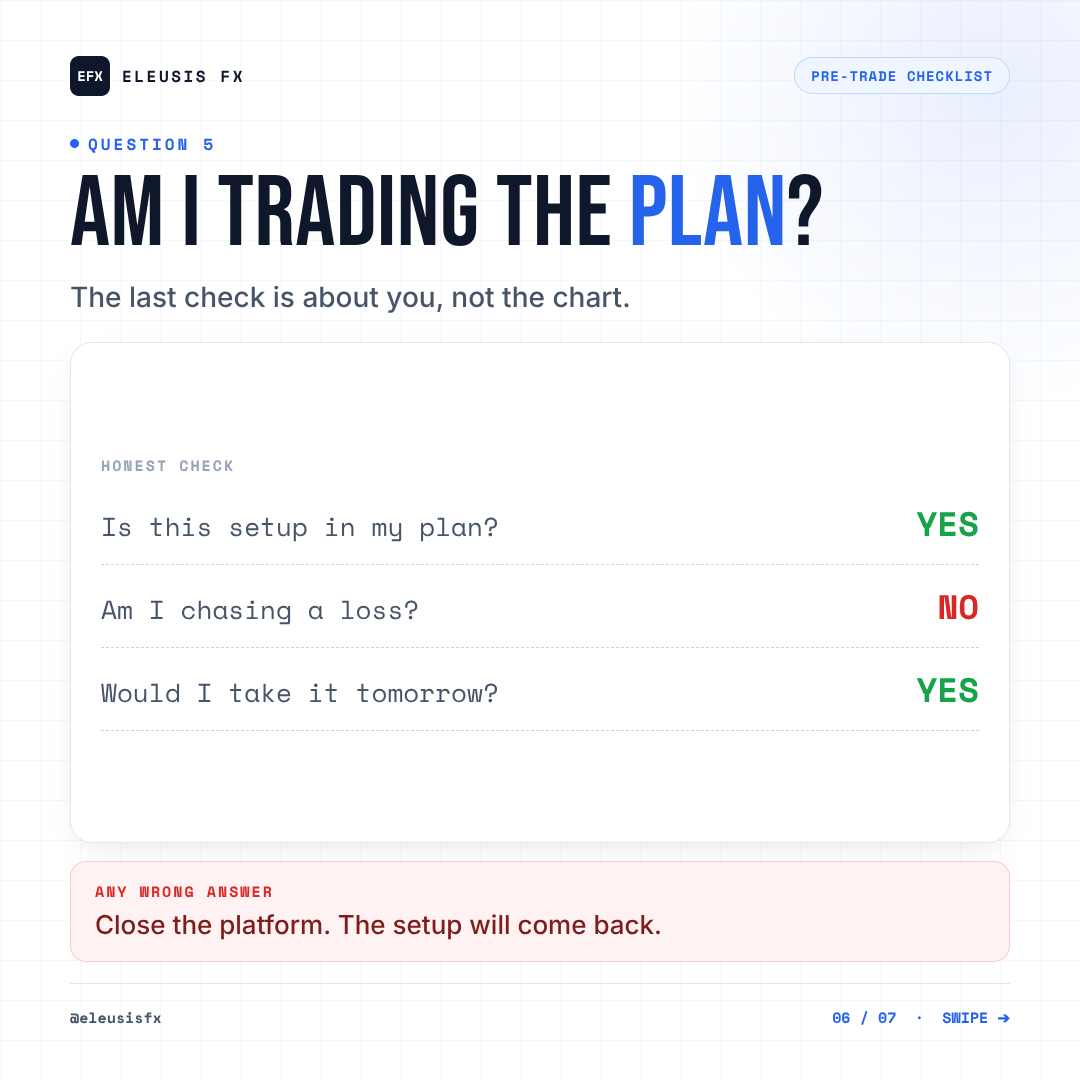 EFX ELEUSIS FX
PRE-TRADE CHECKLIST
QUESTION 5
AM I TRADING THE PLAN?
The last check is about you, not the chart.
HONEST CHECK
Is this setup in my plan? YES
Am I chasing a loss? NO
Would I take it tomorrow? YES
ANY WRONG ANSWER
Close the platform. The setup will come back.
@eleusisfx
06 / 07 · SWIPE ➔